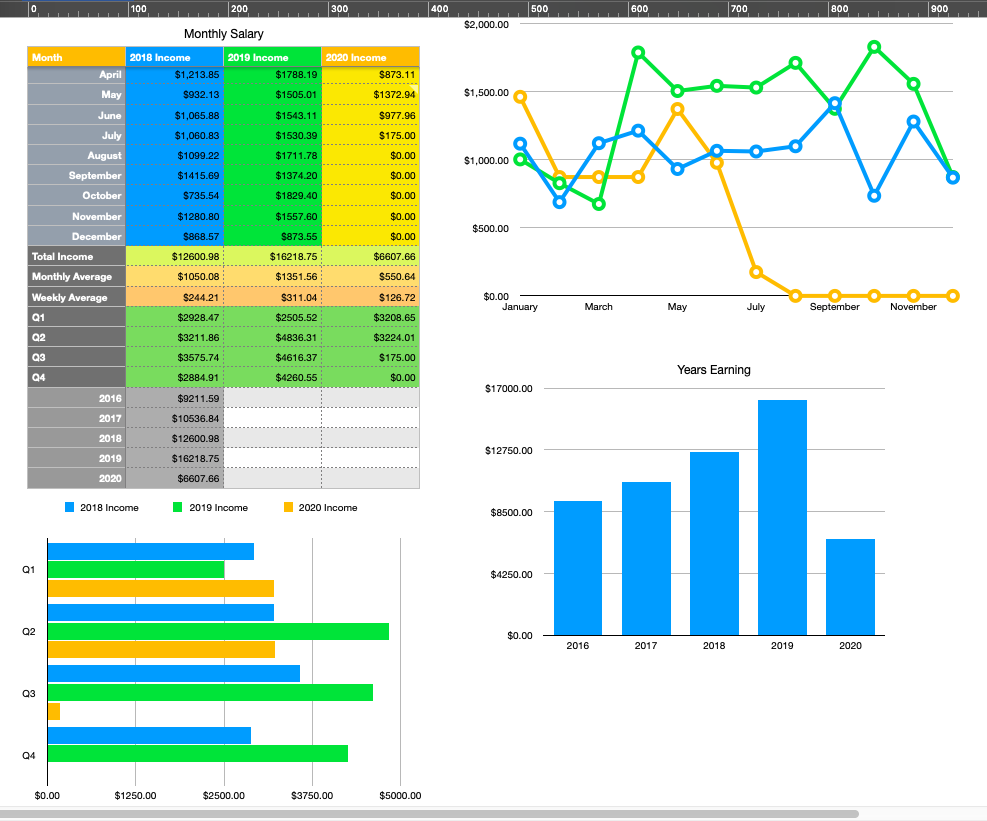 0 100 200 300 400 500 600 700 800 900
Monthly Salary
Month 2018 Income 2019 Income 2020 Income
April $1,213.85 $1788.19 $873.11
May $932.13 $1505.01 $1372.94
June $1,065.88 $1543.11 $977.96
July $1,060.83 $1530.39 $175.00
August $1099.22 $1711.78 $0.00
September $1415.69 $1374.20 $0.00
October $735.54 $1829.40 $0.00
November $1280.80 $1557.60 $0.00
December $868.57 $873.55 $0.00
Total Income $12600.98 $16218.75 $6607.66
Monthly Average $1050.08 $1351.56 $550.64
Weekly Average $244.21 $311.04 $126.72
Q1 $2928.47 $2505.52 $3208.65
Q2 $3211.86 $4836.31 $3224.01
Q3 $3575.74 $4616.37 $175.00
Q4 $2884.91 $4260.55 $0.00
2016 $9211.59
2017 $10536.84
2018 $12600.98
2019 $16218.75
2020 $6607.66
2018 Income 2019 Income 2020 Income
Q1
Q2
Q3
Q4
$0.00 $1250.00 $2500.00 $3750.00 $5000.00
$2,000.00
$1,500.00
$1,000.00
$500.00
$0.00
January March May July September November
Years Earning
$17000.00
$12750.00
$8500.00
$4250.00
$0.00
2016 2017 2018 2019 2020